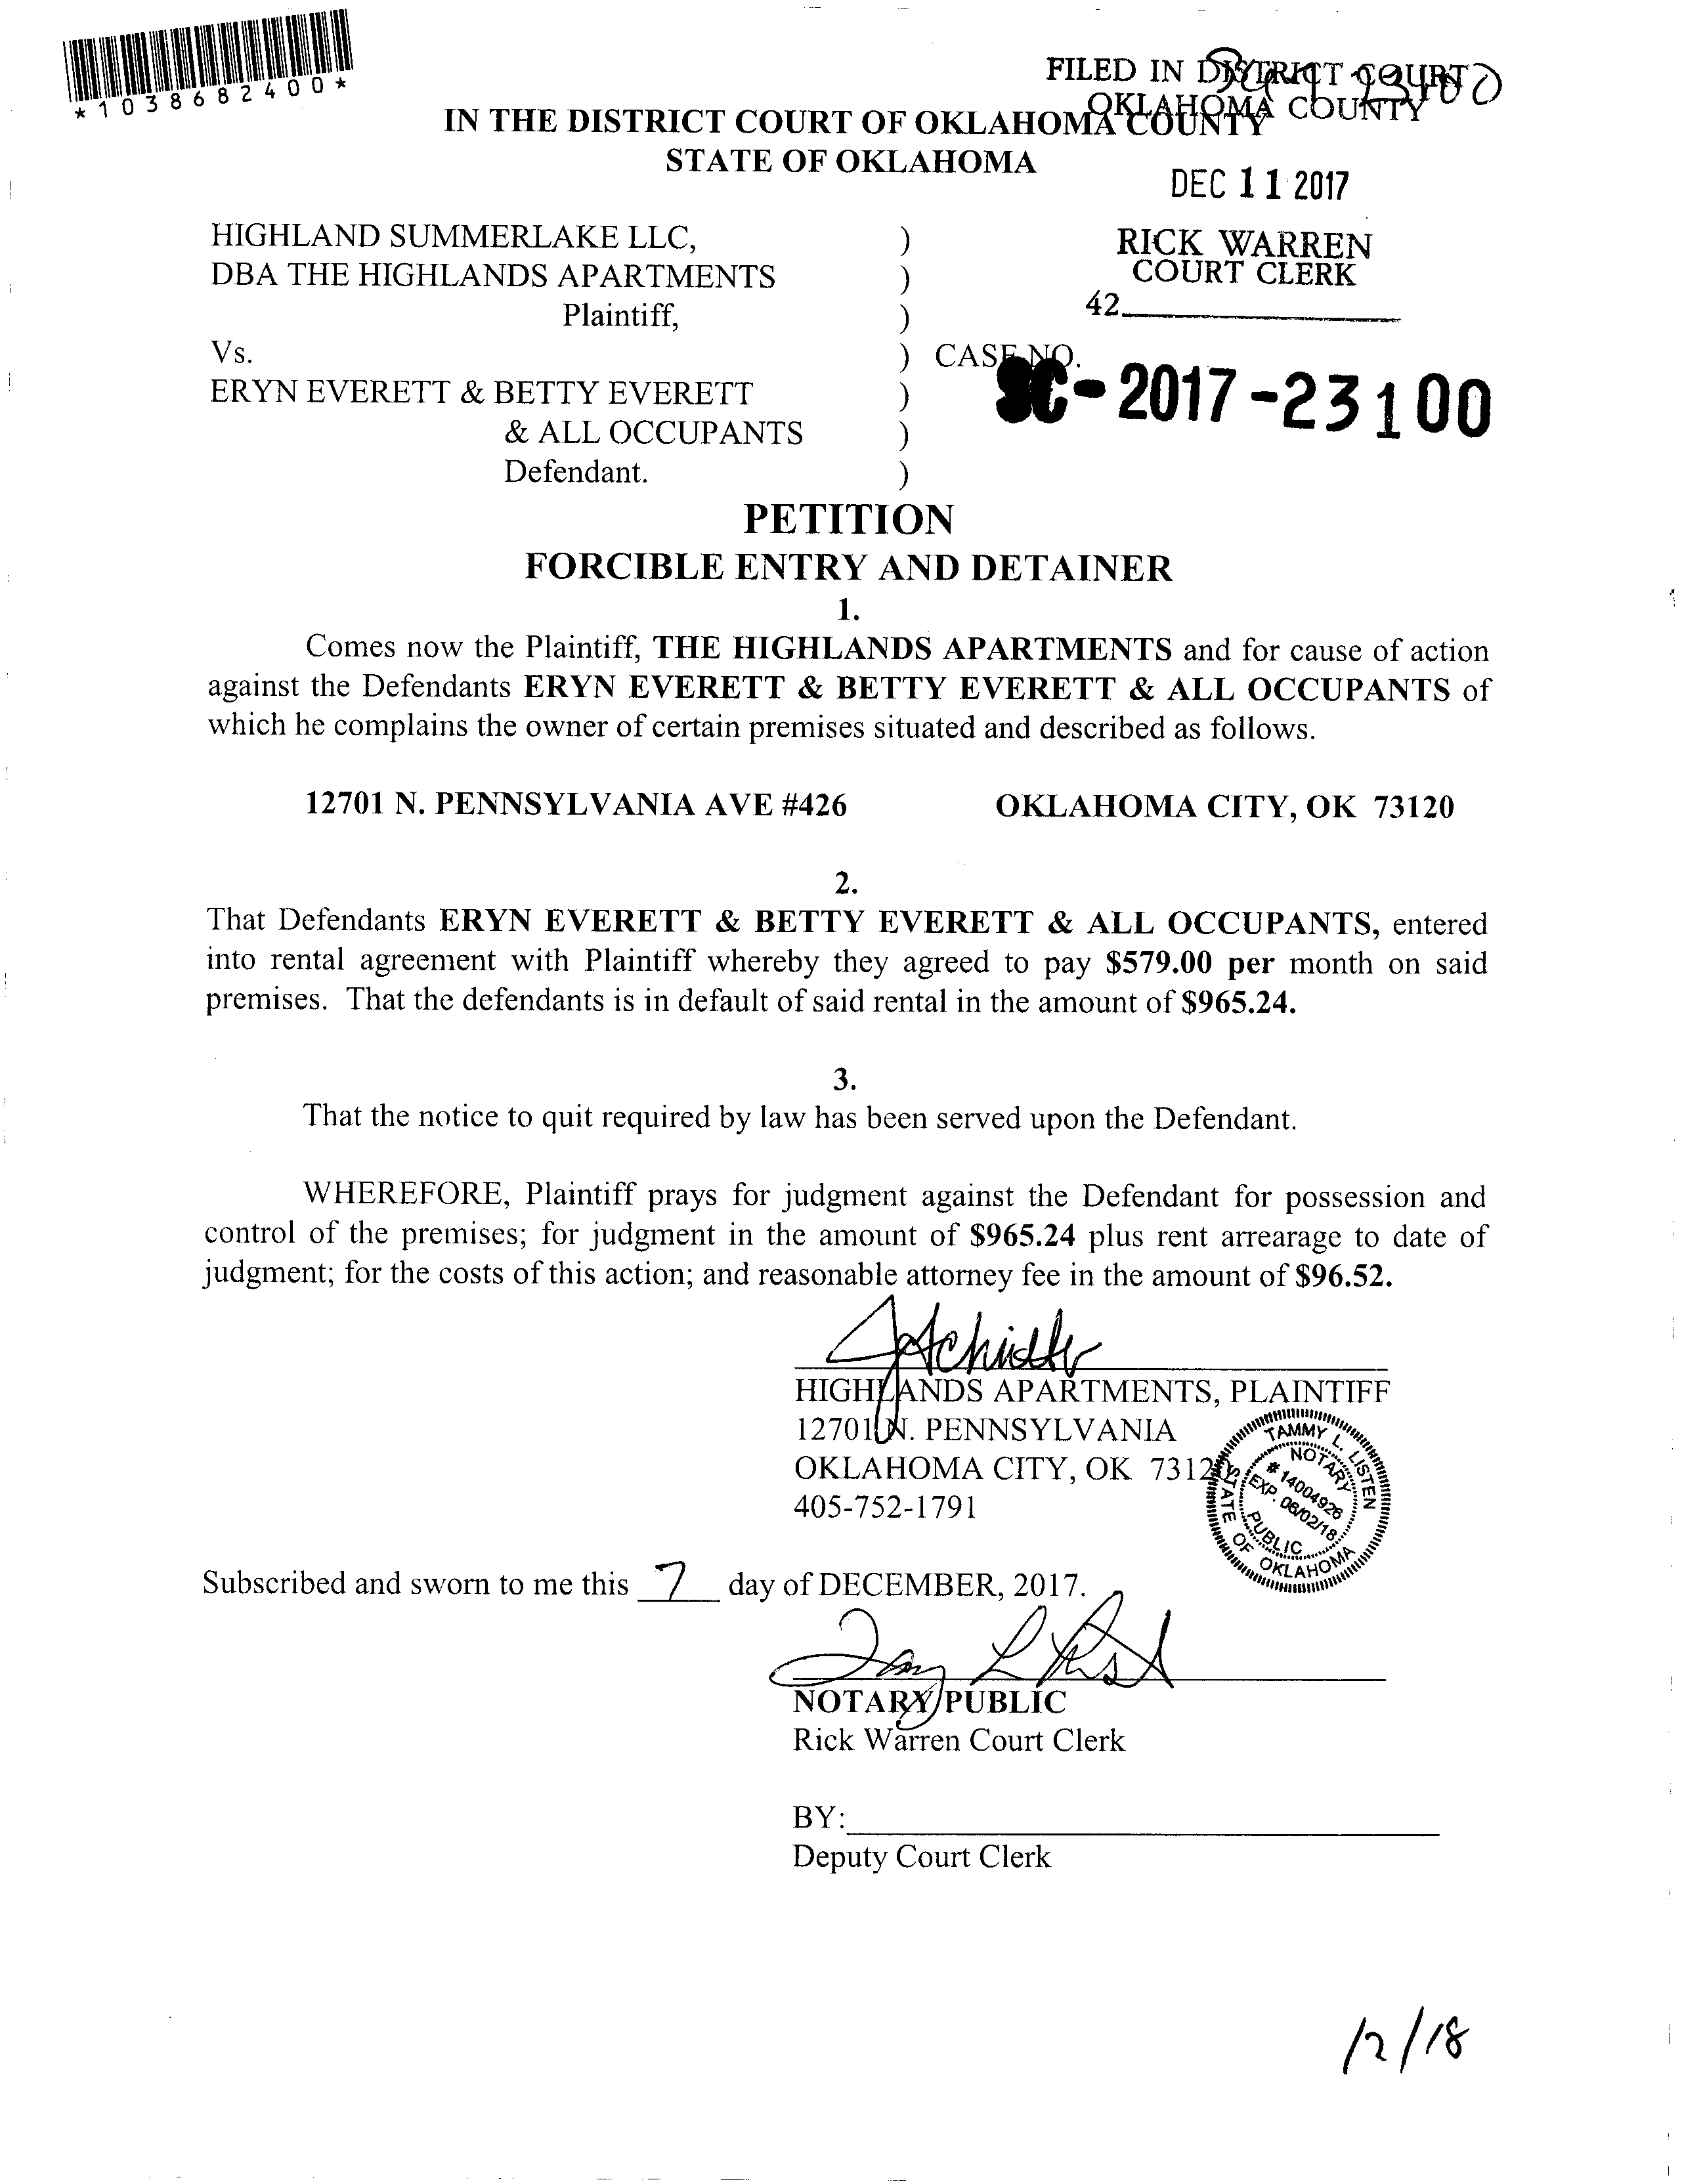 *1038682400*
FILED IN DISTRICT COURT
OKLAHOMA COUNTY
IN THE DISTRICT COURT OF OKLAHOMA COUNTY
STATE OF OKLAHOMA
DEC 11 2017
HIGHLAND SUMMERLAKE LLC, )
DBA THE HIGHLANDS APARTMENTS )
Plaintiff, )
RICK WARREN
COURT CLERK
42
Vs. ) CASE NO.
SC-2017-23100
ERYN EVERETT & BETTY EVERETT )
& ALL OCCUPANTS )
Defendant. )
PETITION
FORCIBLE ENTRY AND DETAINER
1.
Comes now the Plaintiff, THE HIGHLANDS APARTMENTS and for cause of action
against the Defendants ERYN EVERETT & BETTY EVERETT & ALL OCCUPANTS of
which he complains the owner of certain premises situated and described as follows.
12701 N. PENNSYLVANIA AVE #426 OKLAHOMA CITY, OK 73120
2.
That Defendants ERYN EVERETT & BETTY EVERETT & ALL OCCUPANTS, entered
into rental agreement with Plaintiff whereby they agreed to pay $579.00 per month on said
premises. That the defendants is in default of said rental in the amount of $965.24.
3.
That the notice to quit required by law has been served upon the Defendant.
WHEREFORE, Plaintiff prays for judgment against the Defendant for possession and
control of the premises; for judgment in the amount of $965.24 plus rent arrearage to date of
judgment; for the costs of this action; and reasonable attorney fee in the amount of $96.52.
HIGHLANDS APARTMENTS, PLAINTIFF
12701 N. PENNSYLVANIA
OKLAHOMA CITY, OK 73120
405-752-1791
TAMMY L. LISTEN
NOTARY
# 14004926
EXP. 06/02/18
PUBLIC
STATE OF OKLAHOMA
Subscribed and sworn to me this 7 day of DECEMBER, 2017.
NOTARY PUBLIC
Rick Warren Court Clerk
BY:
Deputy Court Clerk
12/18